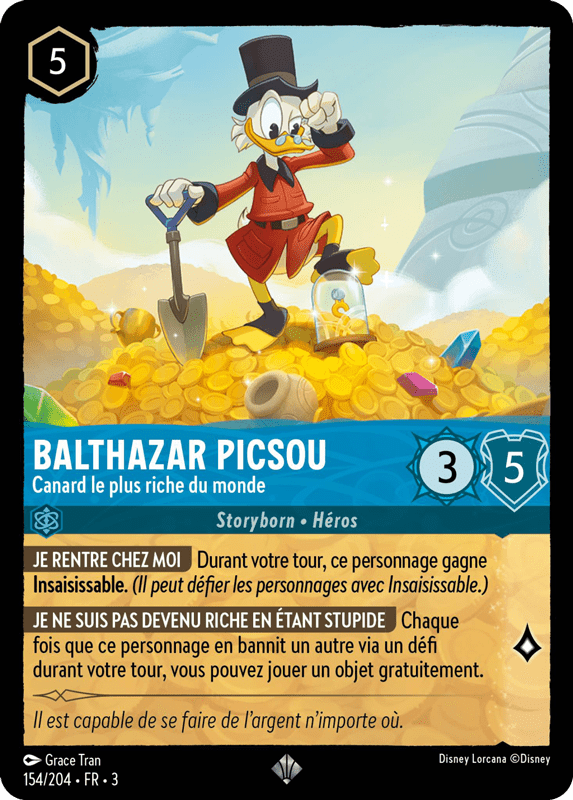 5
BALTHAZAR PICSOU
Canard le plus riche du monde
3
5
Storyborn • Héros
JE RENTRE CHEZ MOI Durant votre tour, ce personnage gagne
Insaisissable. (Il peut défier les personnages avec Insaisissable.)
JE NE SUIS PAS DEVENU RICHE EN ÉTANT STUPIDE Chaque
fois que ce personnage en bannit un autre via un défi
durant votre tour, vous pouvez jouer un objet gratuitement.
Il est capable de se faire de l'argent n'importe où.
Grace Tran
Disney Lorcana ©Disney
154/204 • FR • 3